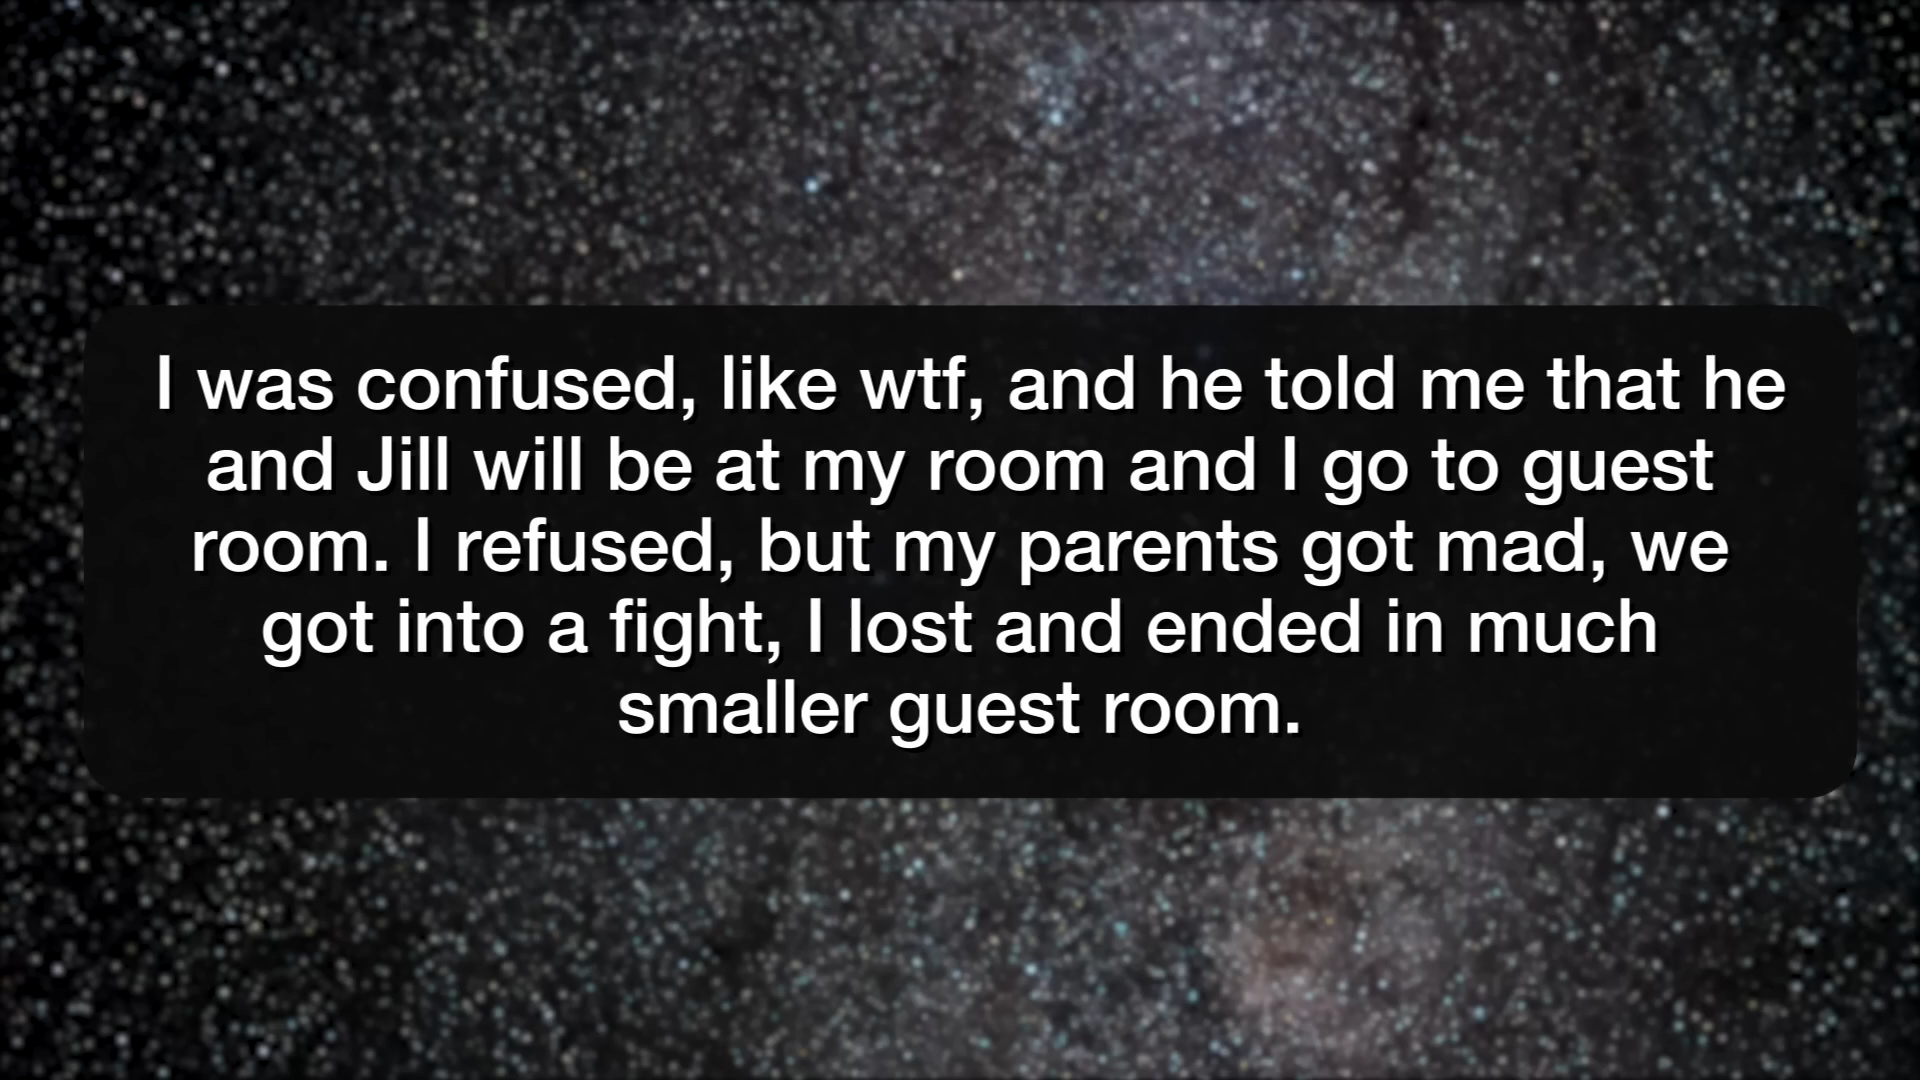 I was confused, like wtf, and he told me that he
and Jill will be at my room and I go to guest
room. I refused, but my parents got mad, we
got into a fight, I lost and ended in much
smaller guest room.